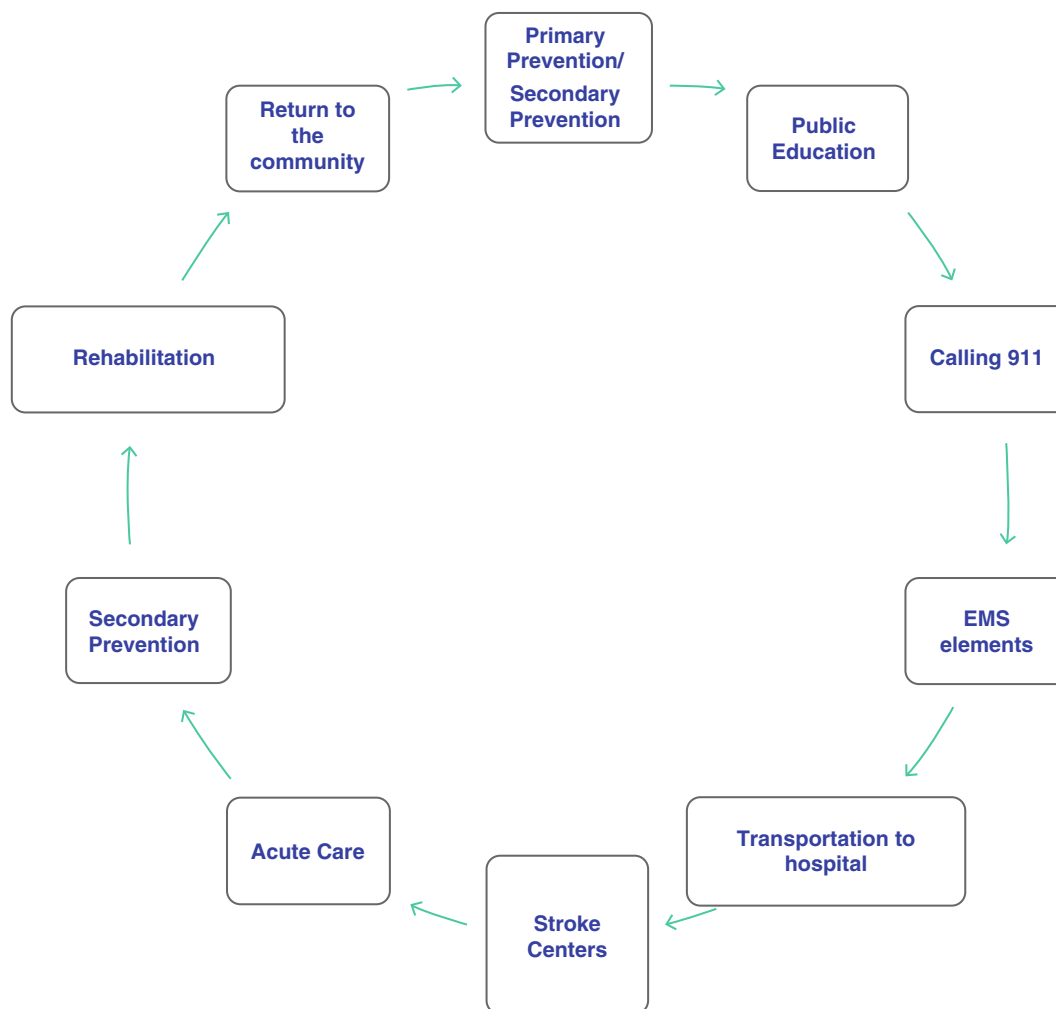 Primary
Prevention/
Secondary
Prevention
Public
Education
Calling 911
EMS
elements
Transportation to
hospital
Stroke
Centers
Acute Care
Secondary
Prevention
Rehabilitation
Return to
the
community